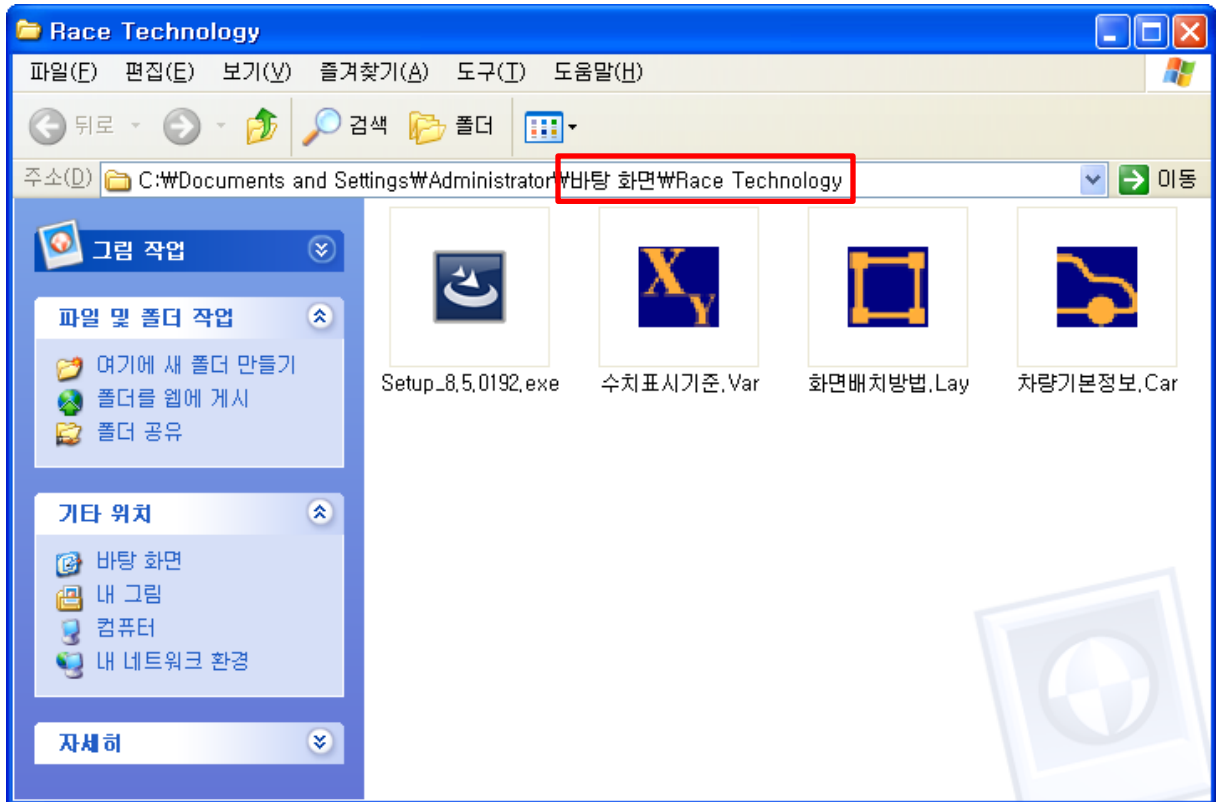 Race Technology
파일(F) 편집(E) 보기(V) 즐겨찾기(A) 도구(T) 도움말(H)
뒤로 검색 폴더
주소(D) C:₩Documents and Settings₩Administrator₩바탕 화면₩Race Technology 이동
그림 작업
파일 및 폴더 작업
여기에 새 폴더 만들기
폴더를 웹에 게시
폴더 공유
기타 위치
바탕 화면
내 그림
컴퓨터
내 네트워크 환경
자세히
X
Y
Setup_8.5.0192.exe 수치표시기준.Var 화면배치방법.Lay 차량기본정보.Car